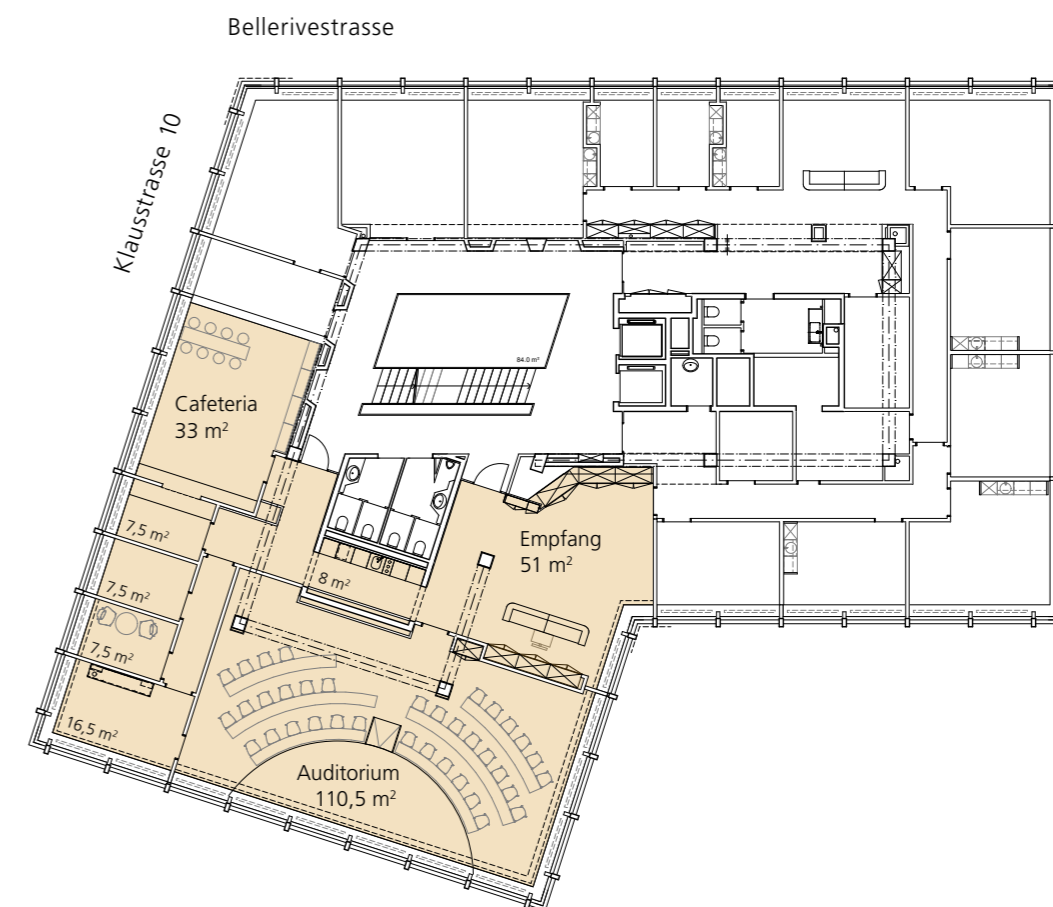 Bellerivestrasse
Klausstrasse 10
84.0 m²
Cafeteria
33 m²
7,5 m²
Empfang
51 m²
8 m²
7,5 m²
7,5 m²
16,5 m²
Auditorium
110,5 m²